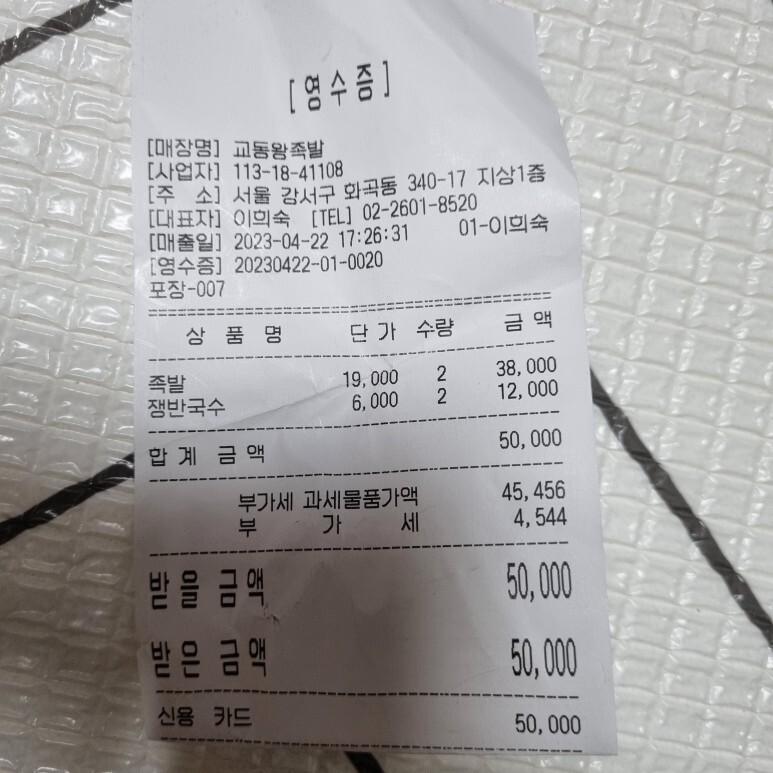 [영수증]
[매장명] 교동왕족발
[사업자] 113-18-41108
[주 소] 서울 강서구 화곡동 340-17 지상1층
[대표자] 이희숙 [TEL] 02-2601-8520
[매출일] 2023-04-22 17:26:31 01-이희숙
[영수증] 20230422-01-0020
포장-007
상 품 명 단 가 수량 금 액
족발 19,000 2 38,000
쟁반국수 6,000 2 12,000
합 계 금 액 50,000
부가세 과세물품가액 45,456
부 가 세 4,544
받을 금액 50,000
받은 금액 50,000
신용 카드 50,000